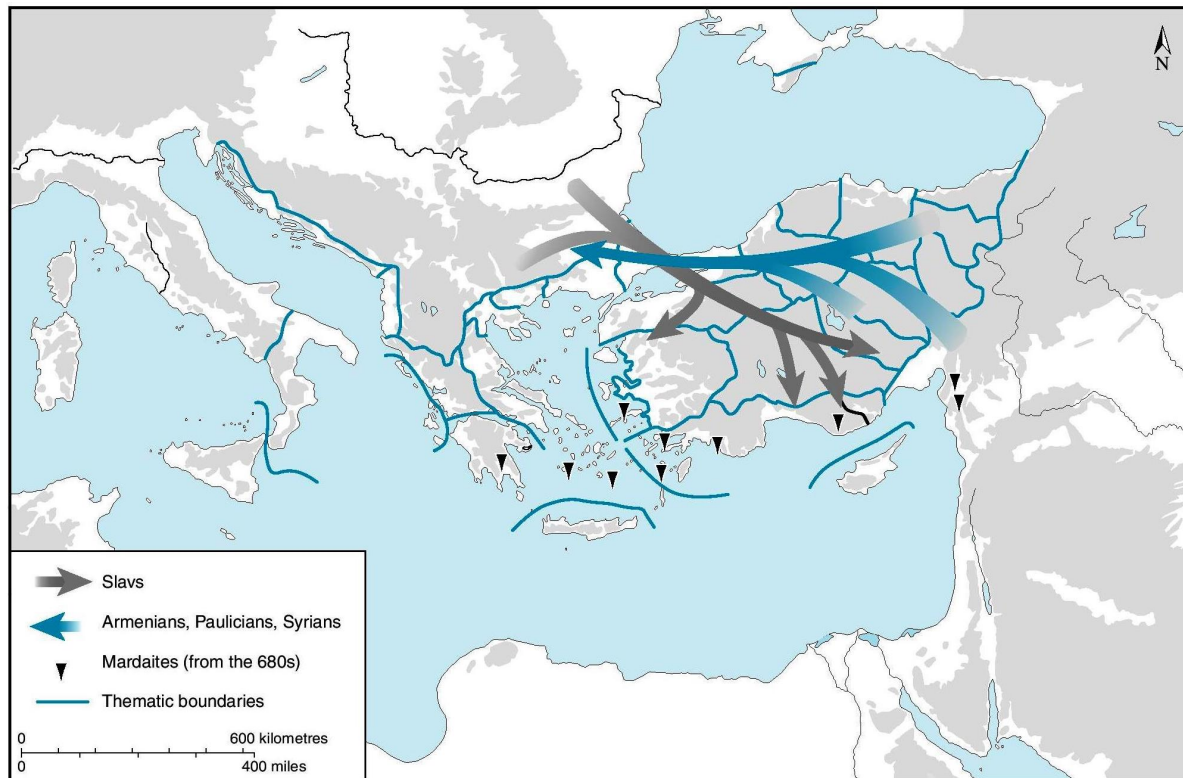 N
Slavs
Armenians, Paulicians, Syrians
Mardaites (from the 680s)
Thematic boundaries
0 600 kilometres
0 400 miles